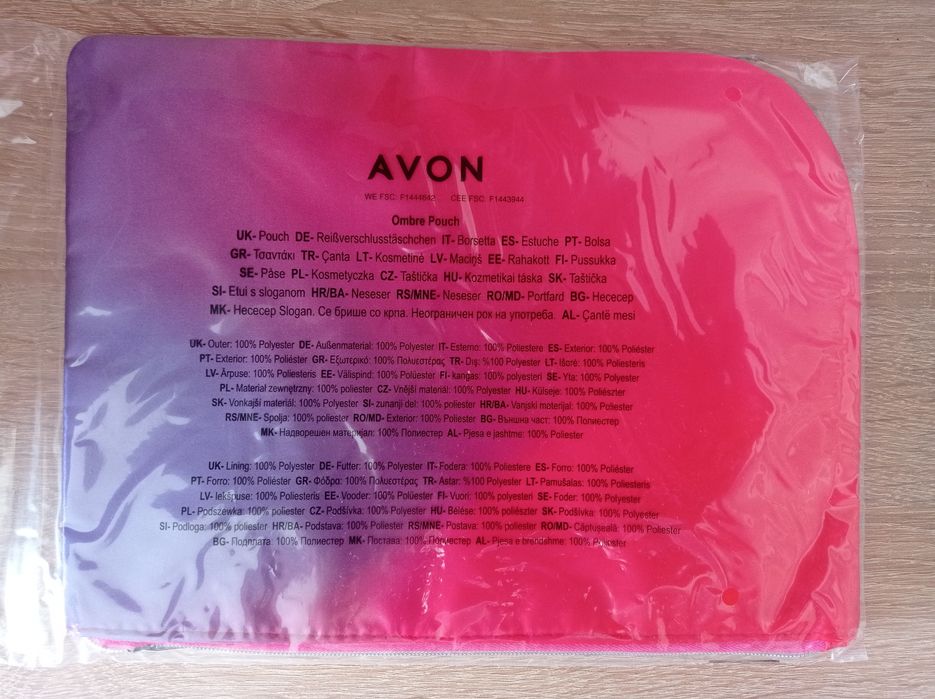 AVON
WE FSC: F1444642 CEE FSC: F1443944
Ombre Pouch
UK- Pouch DE- Reißverschlusstäschchen IT- Borsetta ES- Estuche PT- Bolsa
GR- Τσαντάκι TR- Çanta LT- Kosmetinė LV- Maciņš EE- Rahakott FI- Pussukka
SE- Påse PL- Kosmetyczka CZ- Taštička HU- Kozmetikai táska SK- Taštička
SI- Etui s sloganom HR/BA- Neseser RS/MNE- Neseser RO/MD- Portfard BG- Несесер
MK- Несесер Slogan. Се брише со крпа. Неограничен рок на употреба. AL- Çantë mesi
UK- Outer: 100% Polyester DE- Außenmaterial: 100% Polyester IT- Esterno: 100% Poliestere ES- Exterior: 100% Poliéster
PT- Exterior: 100% Poliéster GR- Εξωτερικό: 100% Πολυεστέρας TR- Dış: %100 Polyester LT- Išorė: 100% Poliesteris
LV- Ārpuse: 100% Poliesteris EE- Välispind: 100% Polüester FI- kangas: 100% polyesteri SE- Yta: 100% Polyester
PL- Materiał zewnętrzny: 100% poliester CZ- Vnější materiál: 100% Polyester HU- Külseje: 100% Poliészter
SK- Vonkajší materiál: 100% Polyester SI- zunanji del: 100% poliester HR/BA- Vanjski materijal: 100% Poliester
RS/MNE- Spolja: 100% poliester RO/MD- Exterior: 100% Poliester BG- Външна част: 100% Полиестер
MK- Надворешен материјал: 100% Полиестер AL- Pjesa e jashtme: 100% Poliester
UK- Lining: 100% Polyester DE- Futter: 100% Polyester IT- Fodera: 100% Poliestere ES- Forro: 100% Poliéster
PT- Forro: 100% Poliéster GR- Φόδρα: 100% Πολυεστέρας TR- Astar: %100 Polyester LT- Pamušalas: 100% Poliesteris
LV- Iekšpuse: 100% Poliesteris EE- Vooder: 100% Polüester FI- Vuori: 100% polyesteri SE- Foder: 100% Polyester
PL- Podszewka: 100% poliester CZ- Podšívka: 100% Polyester HU- Bélése: 100% poliészter SK- Podšívka: 100% Polyester
SI- Podloga: 100% poliester HR/BA- Podstava: 100% Poliester RS/MNE- Postava: 100% poliester RO/MD- Căptușeală: 100% Poliester
BG- Подплата: 100% Полиестер MK- Постава: 100% Полиестер AL- Pjesa e brendshme: 100% Poliester